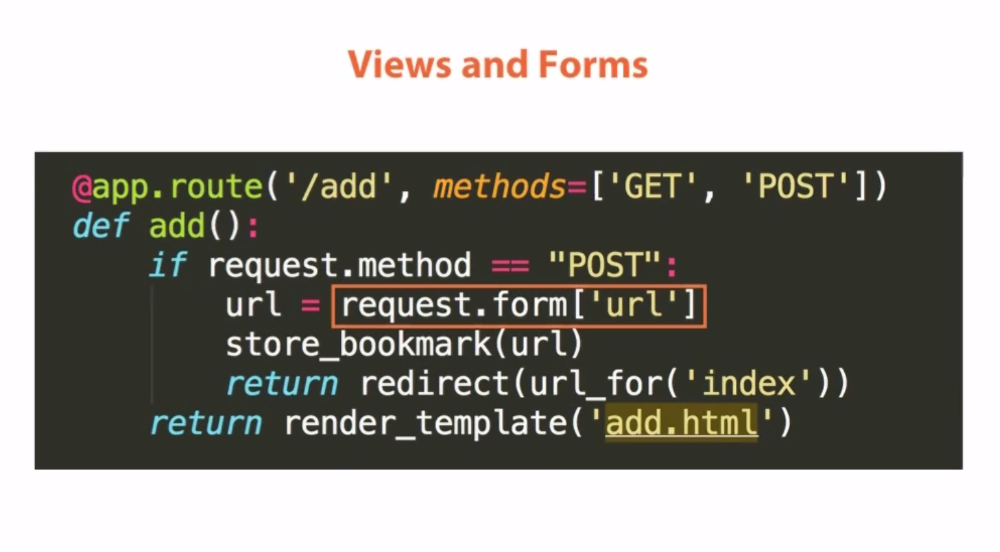 Views and Forms
@app.route('/add', methods=['GET', 'POST'])
def add():
    if request.method == "POST":
        url = request.form['url']
        store_bookmark(url)
        return redirect(url_for('index'))
    return render_template('add.html')